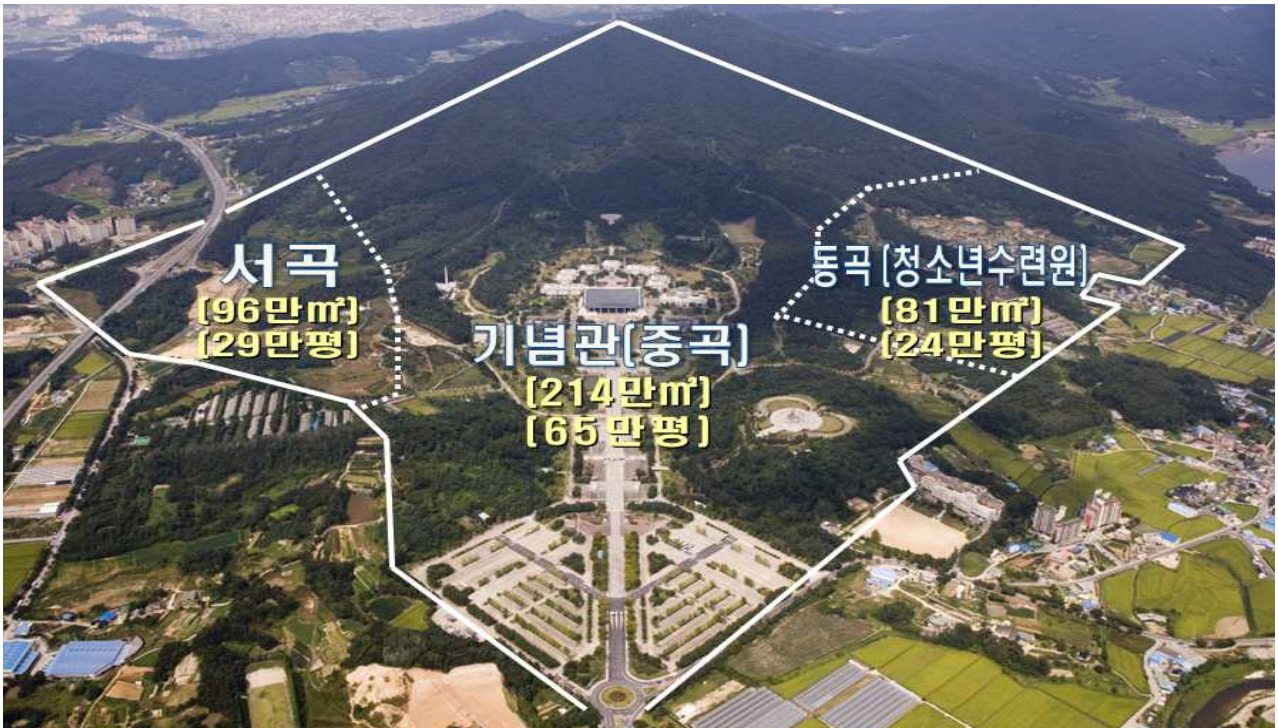 서곡
(96만㎡)
(29만평)
기념관(중곡)
(214만㎡)
(65만평)
동곡(청소년수련원)
(81만㎡)
(24만평)